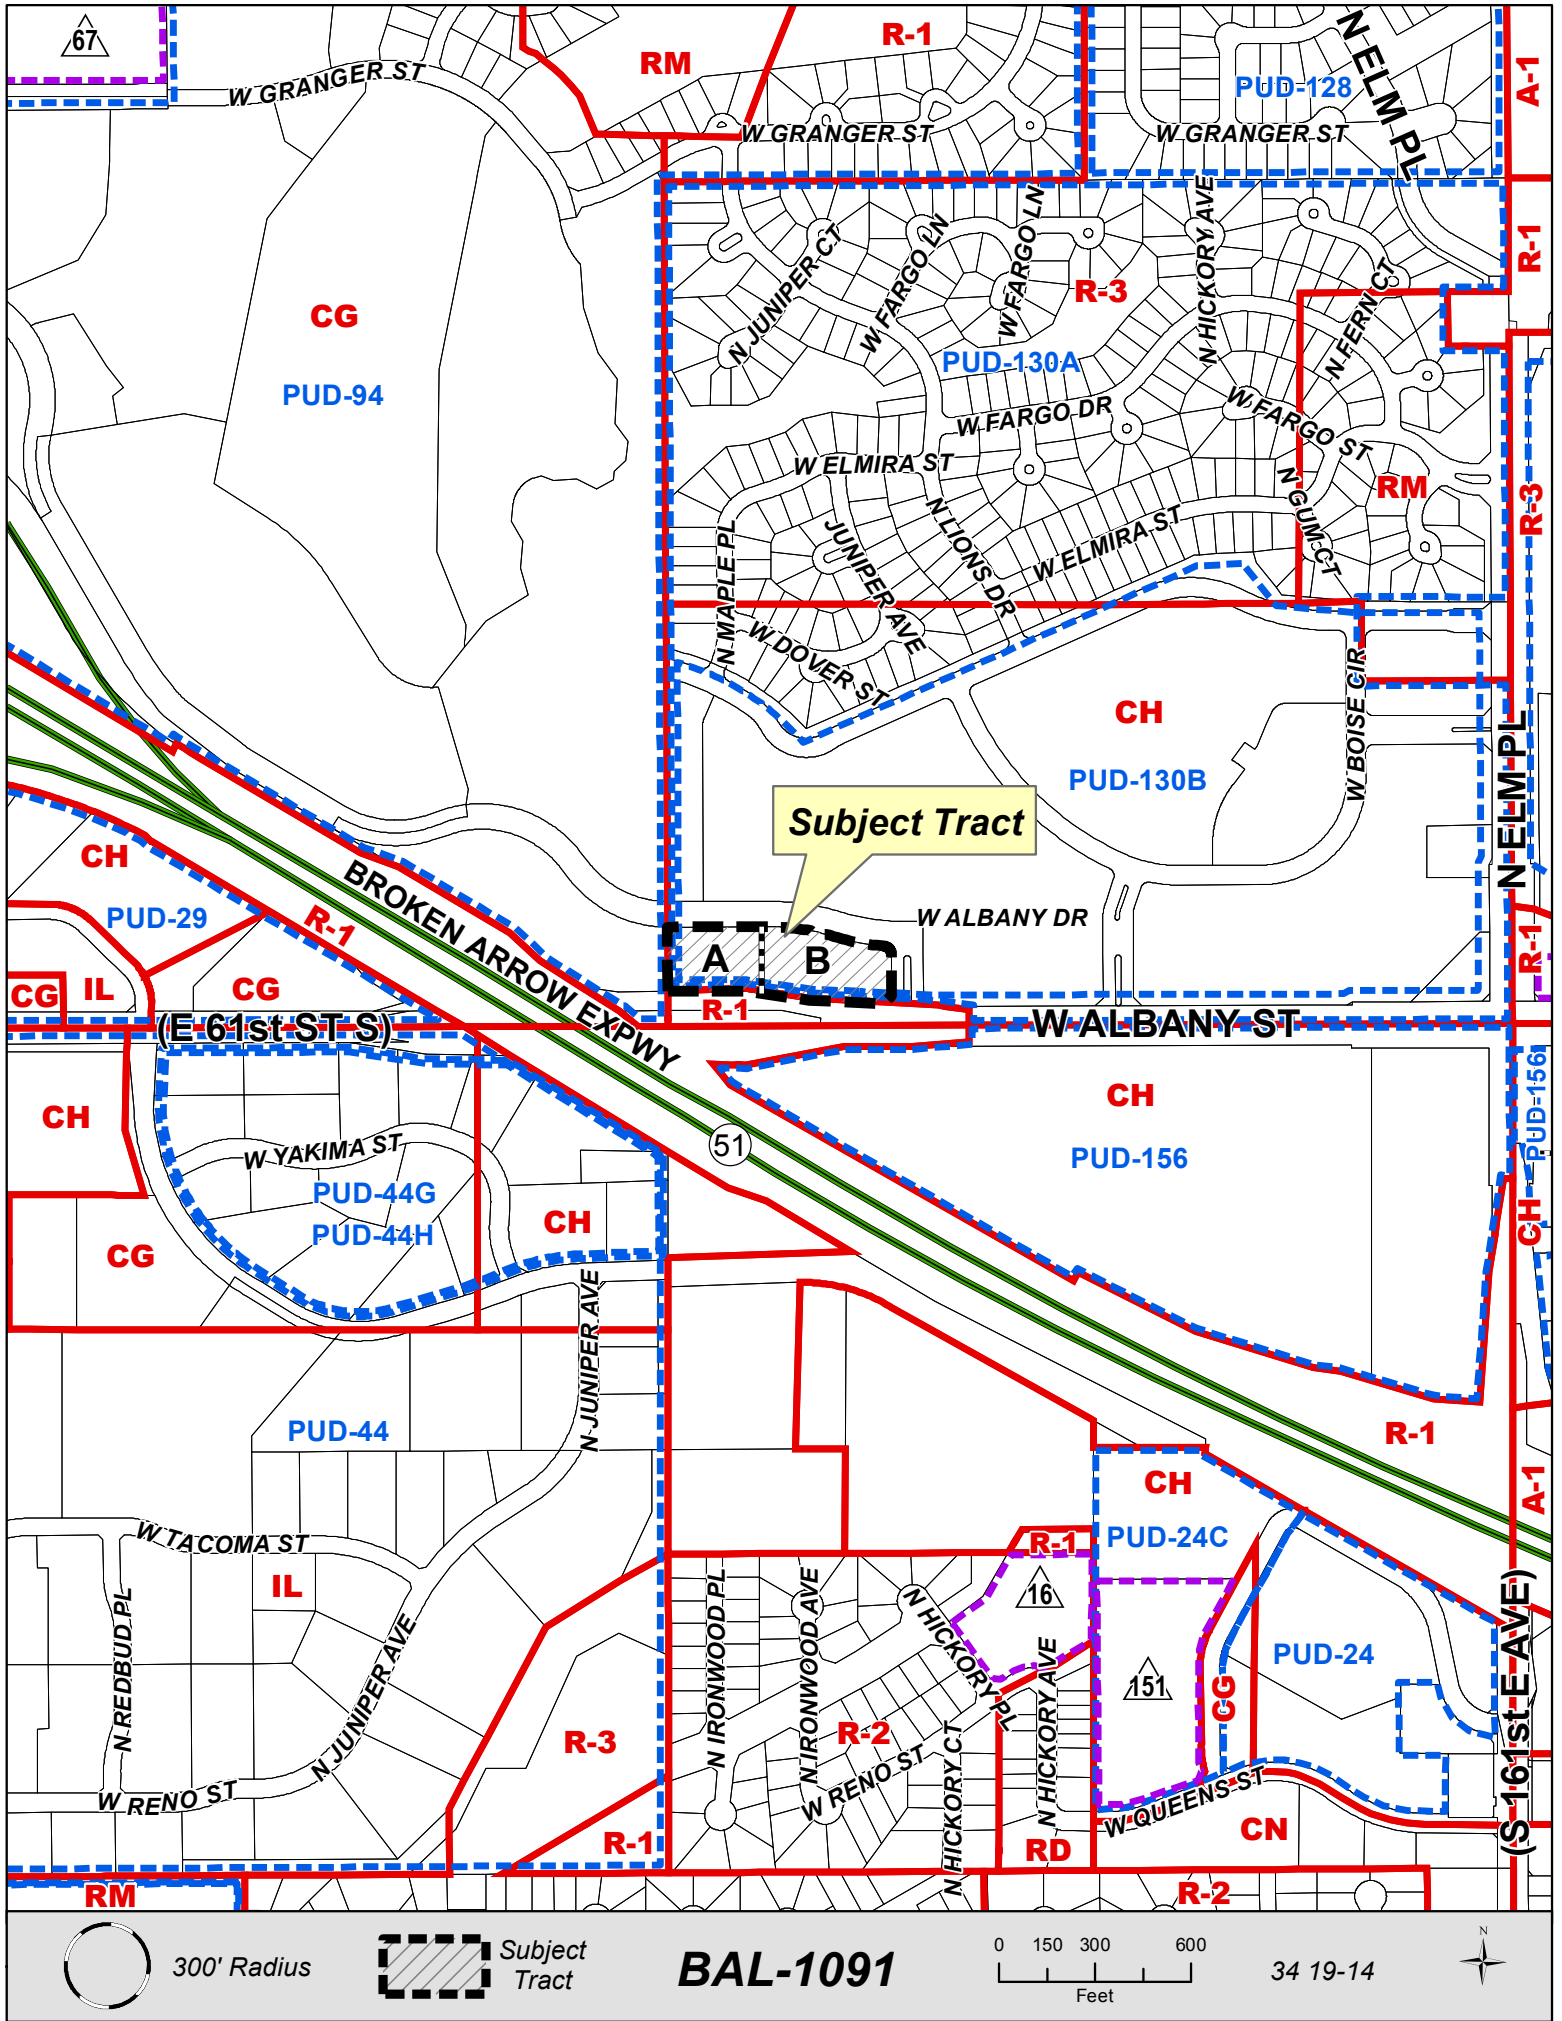 67
W GRANGER ST
RM
R-1
W GRANGER ST
PUD-128
W GRANGER ST
N ELM PL
A-1
R-1
CG
PUD-94
N JUNIPER CT
W FARGO LN
W FARGO LN
R-3
N HICKORY AVE
N FERN CT
PUD-130A
W FARGO DR
W FARGO ST
W ELMIRA ST
N MAPLE PL
JUNIPER AVE
N LIONS DR
W ELMIRA ST
N GUM CT
RM
R-3
W DOVER ST
CH
PUD-130B
W BOISE CIR
N ELM PL
Subject Tract
CH
PUD-29
R-1
BROKEN ARROW EXPWY
W ALBANY DR
A
B
R-1
CG
IL
CG
R-1
(E 61st ST S)
W ALBANY ST
CH
W YAKIMA ST
PUD-44G
PUD-44H
CH
CG
51
CH
PUD-156
PUD-156
CH
N JUNIPER AVE
PUD-44
R-1
A-1
CH
PUD-24C
W TACOMA ST
IL
N REDBUD PL
N JUNIPER AVE
W RENO ST
R-3
R-1
N IRONWOOD PL
N IRONWOOD AVE
N HICKORY PL
R-1
16
R-2
W RENO ST
N HICKORY CT
N HICKORY AVE
RD
151
CG
PUD-24
W QUEENS ST
CN
(S 161st E AVE)
RM
R-2
300' Radius
Subject
Tract
BAL-1091
0 150 300 600
Feet
34 19-14
N